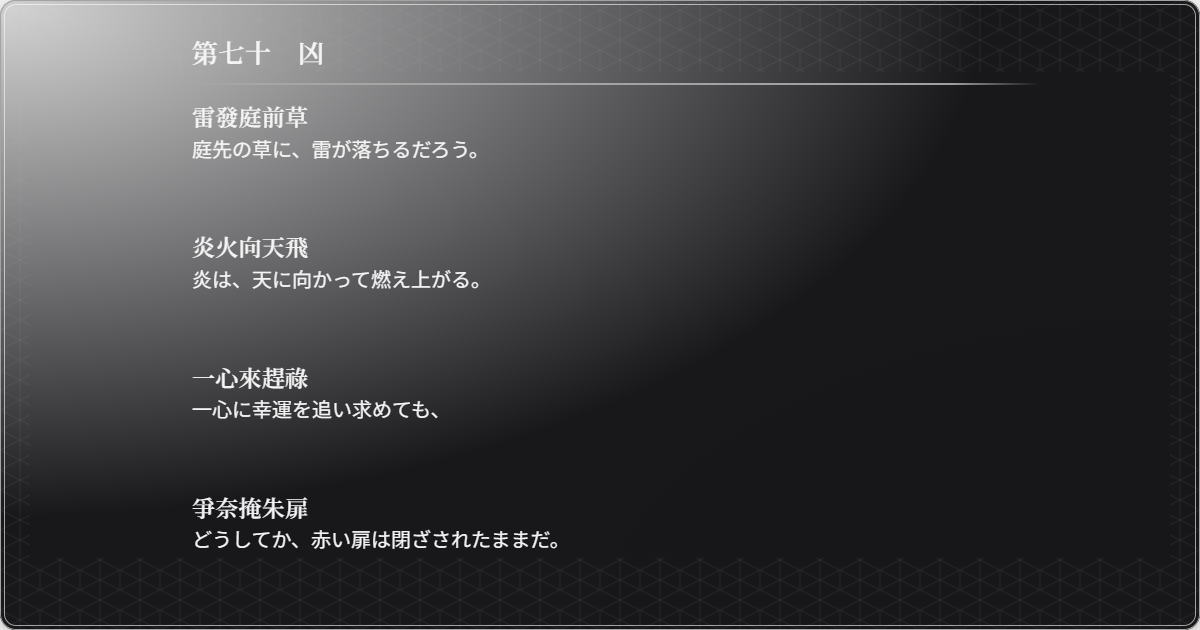 第七十　凶
雷發庭前草
庭先の草に、雷が落ちるだろう。
炎火向天飛
炎は、天に向かって燃え上がる。
一心來趕祿
一心に幸運を追い求めても、
爭奈掩朱扉
どうしてか、赤い扉は閉ざされたままだ。